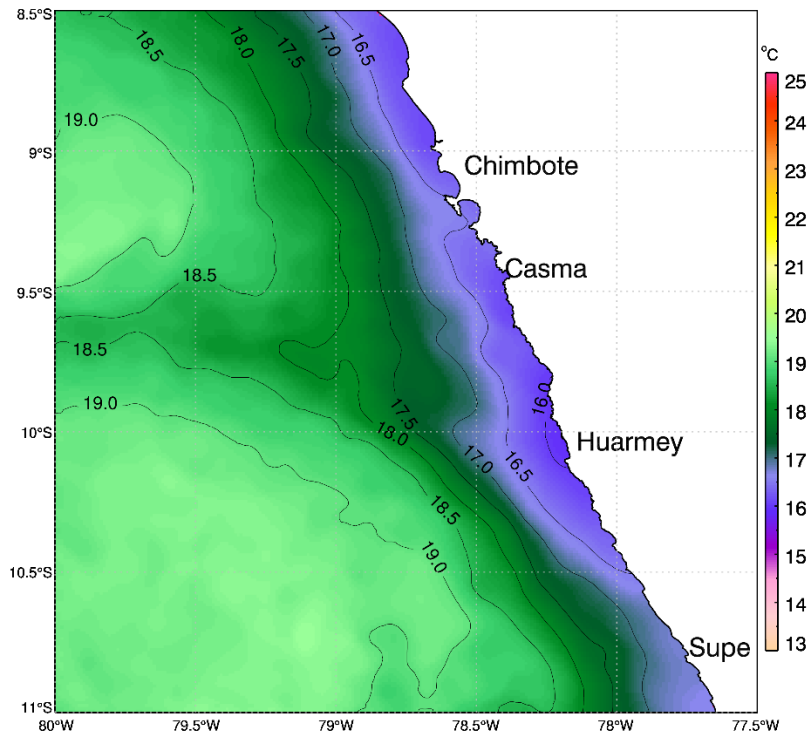 8.5°S
18.5
18.0
17.5
17.0
16.5
°C
25
24
23
22
21
20
19
18
17
16
15
14
13
19.0
9°S
Chimbote
18.5
Casma
9.5°S
18.5
19.0
16.0
17.5
18.0
10°S
Huarmey
17.0
16.5
18.5
19.0
10.5°S
Supe
11°S
80°W
79.5°W
79°W
78.5°W
78°W
77.5°W